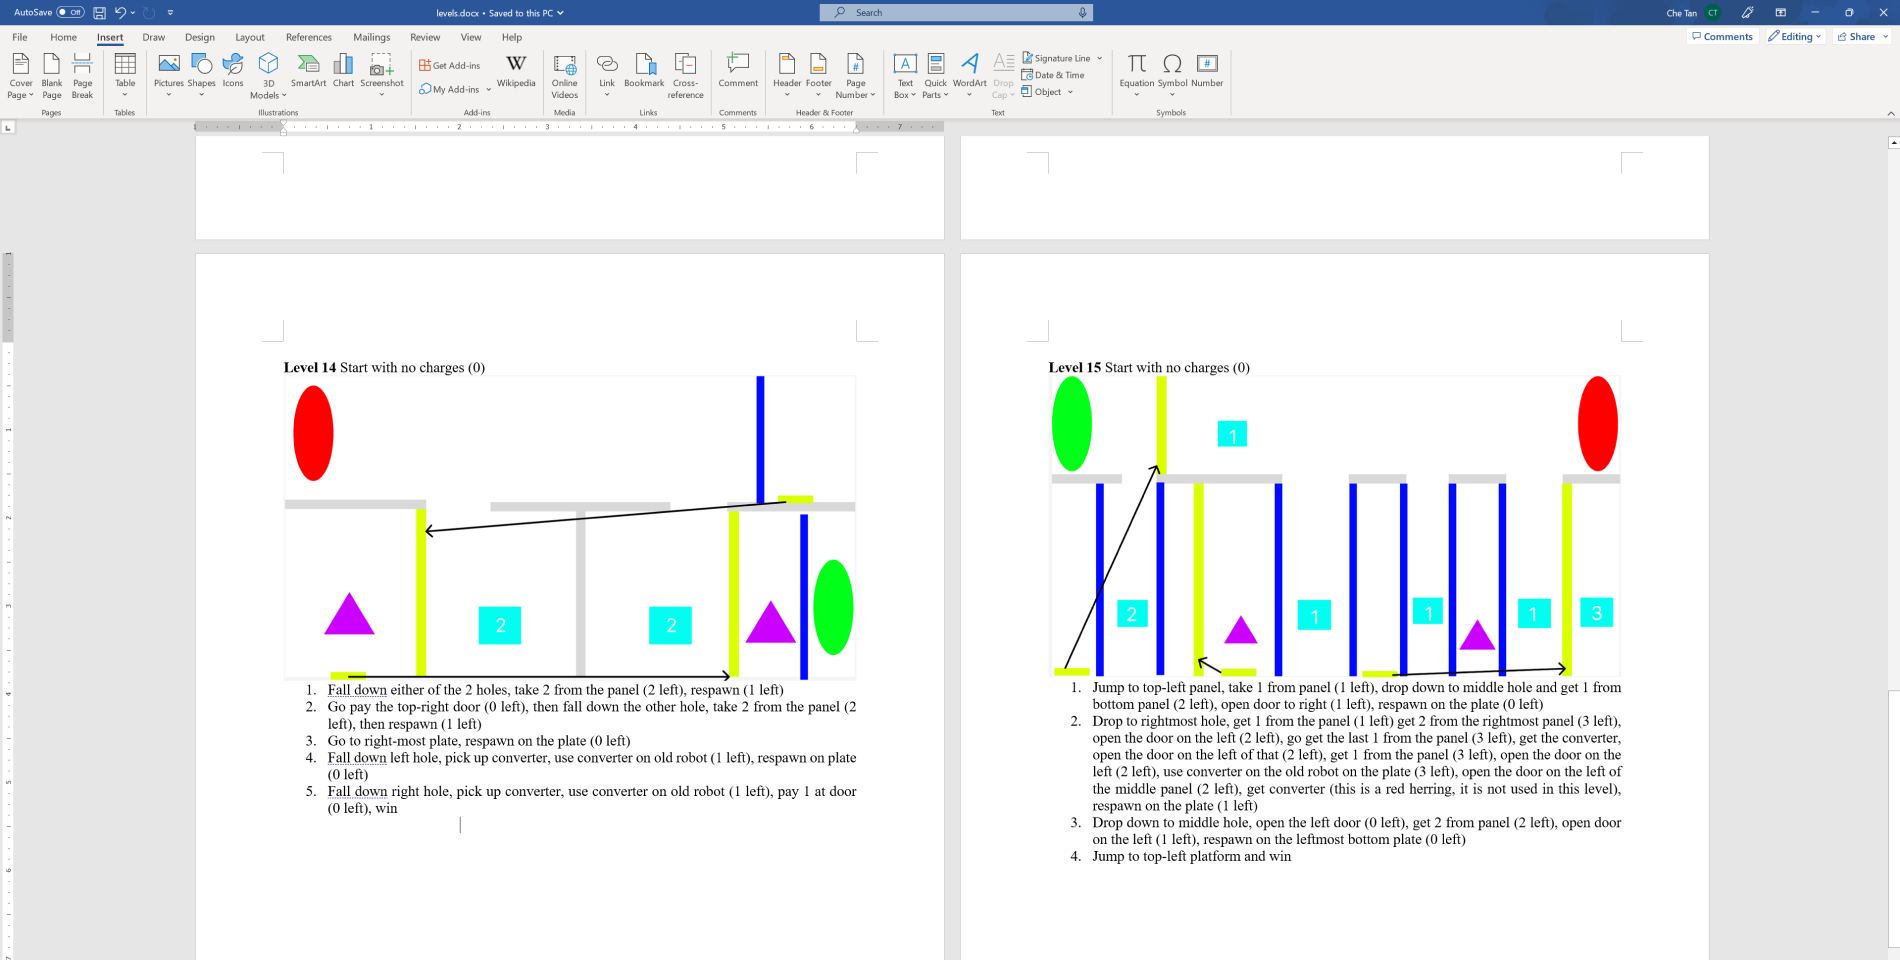 AutoSave Off
levels.docx • Saved to this PC
Search
Che Tan CT
File Home Insert Draw Design Layout References Mailings Review View Help
Comments Editing Share
Cover Page
Blank Page
Page Break
Pages
Table
Tables
Pictures
Shapes
Icons
3D Models
SmartArt
Chart
Screenshot
Illustrations
Get Add-ins
My Add-ins
Wikipedia
Add-ins
Online Videos
Media
Link
Bookmark
Cross-reference
Links
Comment
Comments
Header
Footer
Page Number
Header & Footer
Text Box
Quick Parts
WordArt
Drop Cap
Signature Line
Date & Time
Object
Text
Equation
Symbol
Number
Symbols
1 2 3 4 5 6 7
Level 14 Start with no charges (0)
2 2
1. Fall down either of the 2 holes, take 2 from the panel (2 left), respawn (1 left)
2. Go pay the top-right door (0 left), then fall down the other hole, take 2 from the panel (2
left), then respawn (1 left)
3. Go to right-most plate, respawn on the plate (0 left)
4. Fall down left hole, pick up converter, use converter on old robot (1 left), respawn on plate
(0 left)
5. Fall down right hole, pick up converter, use converter on old robot (1 left), pay 1 at door
(0 left), win
Level 15 Start with no charges (0)
1
2 1 1 1 3
1. Jump to top-left panel, take 1 from panel (1 left), drop down to middle hole and get 1 from
bottom panel (2 left), open door to right (1 left), respawn on the plate (0 left)
2. Drop to rightmost hole, get 1 from the panel (1 left) get 2 from the rightmost panel (3 left),
open the door on the left (2 left), go get the last 1 from the panel (3 left), get the converter,
open the door on the left of that (2 left), get 1 from the panel (3 left), open the door on the
left (2 left), use converter on the old robot on the plate (3 left), open the door on the left of
the middle panel (2 left), get converter (this is a red herring, it is not used in this level),
respawn on the plate (1 left)
3. Drop down to middle hole, open the left door (0 left), get 2 from panel (2 left), open door
on the left (1 left), respawn on the leftmost bottom plate (0 left)
4. Jump to top-left platform and win